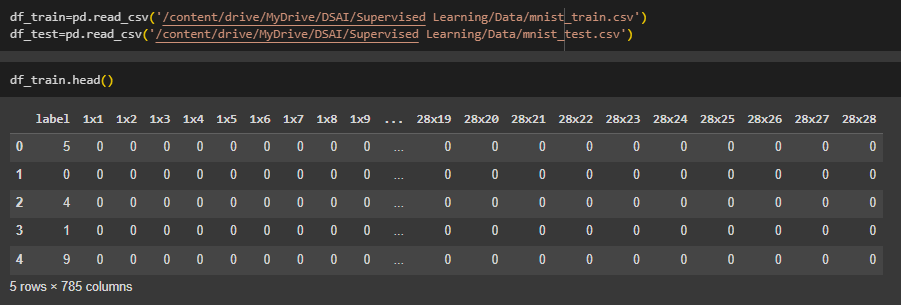 df_train=pd.read_csv('/content/drive/MyDrive/DSAI/Supervised Learning/Data/mnist_train.csv')
df_test=pd.read_csv('/content/drive/MyDrive/DSAI/Supervised Learning/Data/mnist_test.csv')
df_train.head()
label 1x1 1x2 1x3 1x4 1x5 1x6 1x7 1x8 1x9 ... 28x19 28x20 28x21 28x22 28x23 28x24 28x25 28x26 28x27 28x28
0 5 0 0 0 0 0 0 0 0 0 ... 0 0 0 0 0 0 0 0 0 0
1 0 0 0 0 0 0 0 0 0 0 ... 0 0 0 0 0 0 0 0 0 0
2 4 0 0 0 0 0 0 0 0 0 ... 0 0 0 0 0 0 0 0 0 0
3 1 0 0 0 0 0 0 0 0 0 ... 0 0 0 0 0 0 0 0 0 0
4 9 0 0 0 0 0 0 0 0 0 ... 0 0 0 0 0 0 0 0 0 0
5 rows × 785 columns